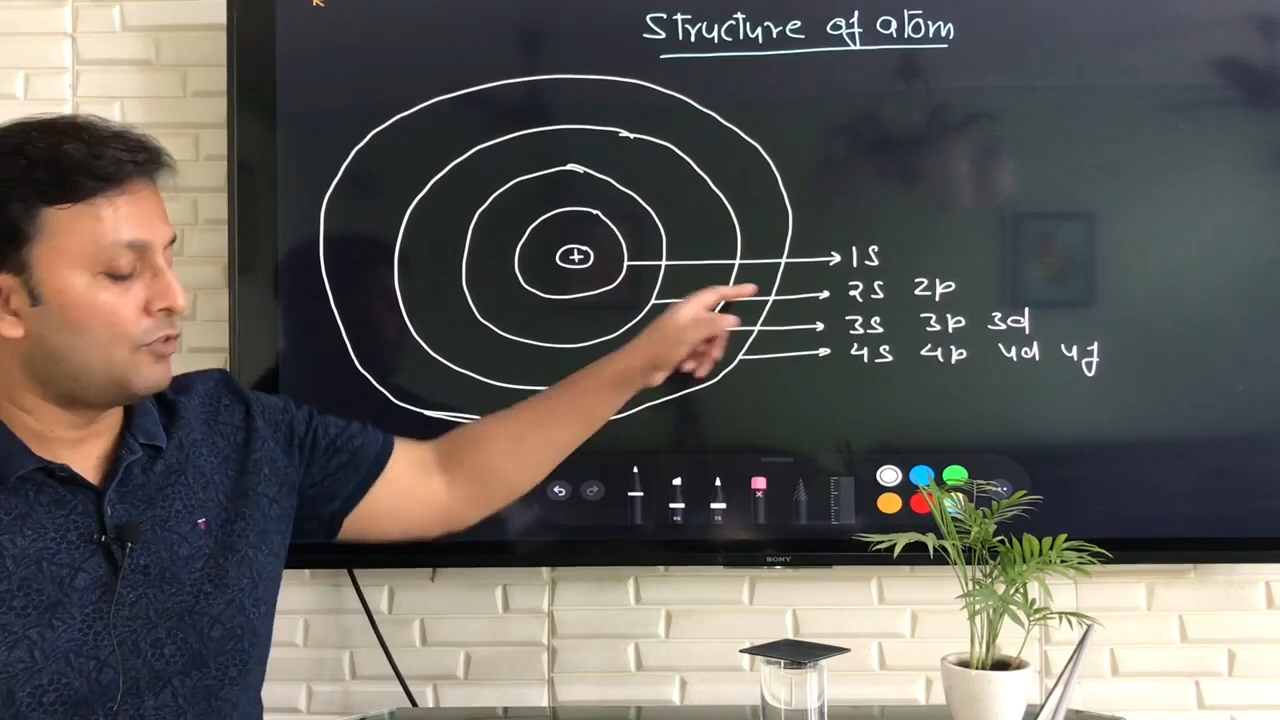 Structure of atom
+
1s
2s 2p
3s 3p 3d
4s 4p 4d 4f
SONY